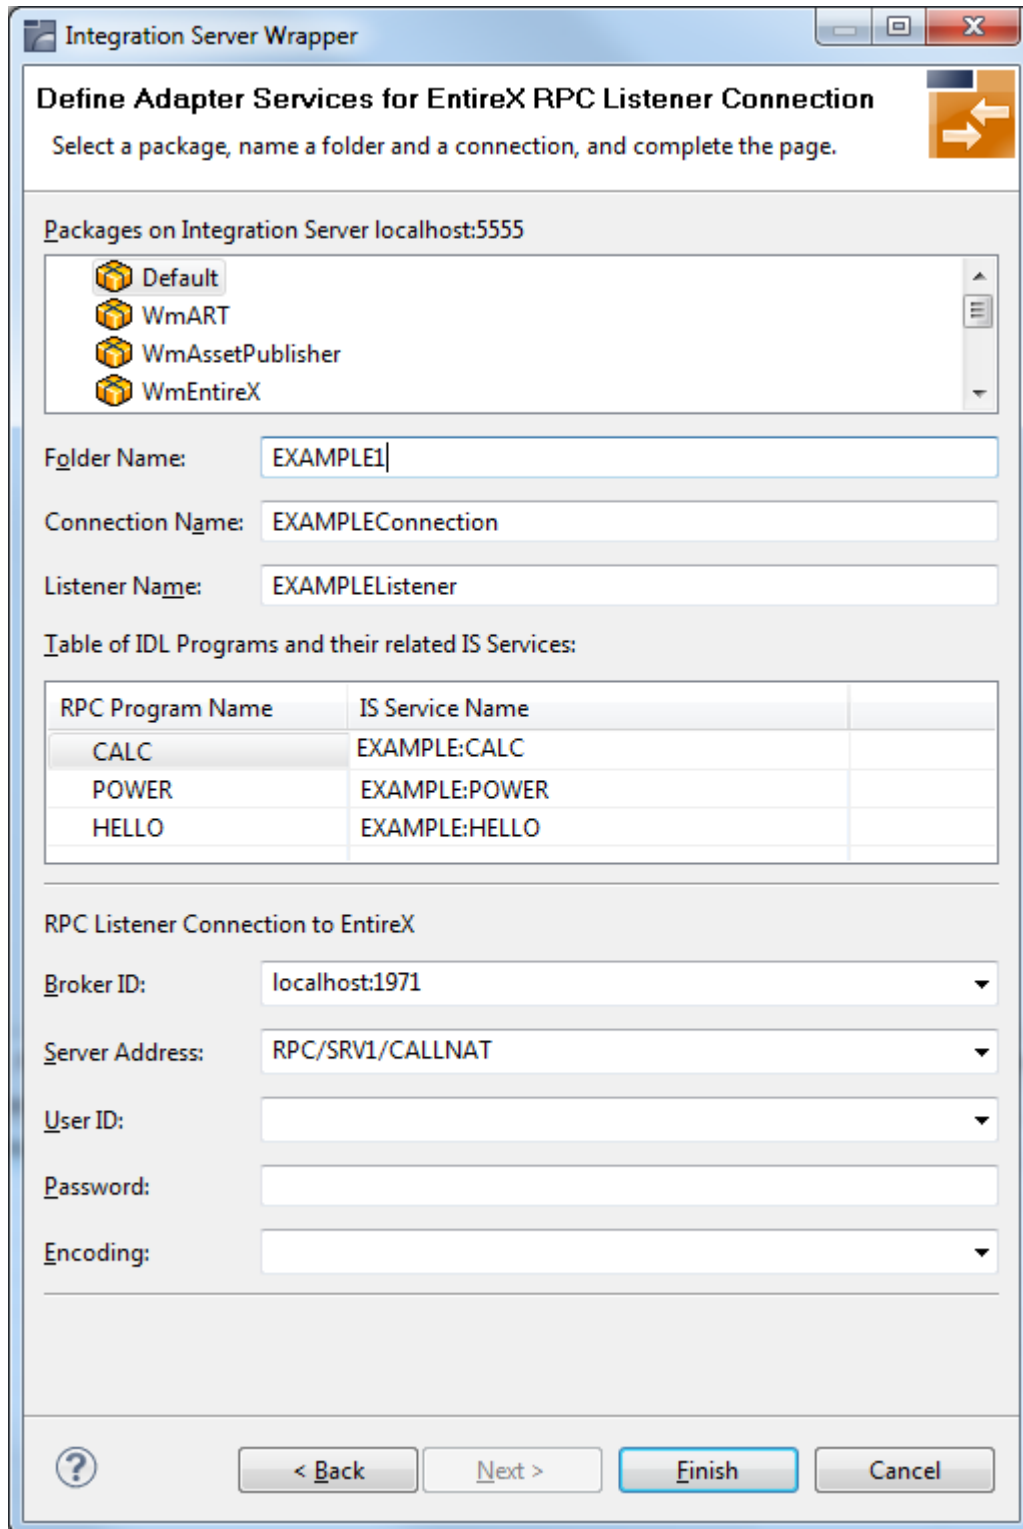 Integration Server Wrapper
Define Adapter Services for EntireX RPC Listener Connection
Select a package, name a folder and a connection, and complete the page.
Packages on Integration Server localhost:5555
Default
WmART
WmAssetPublisher
WmEntireX
Folder Name: EXAMPLE1
Connection Name: EXAMPLEConnection
Listener Name: EXAMPLEListener
Table of IDL Programs and their related IS Services:
RPC Program Name IS Service Name
CALC EXAMPLE:CALC
POWER EXAMPLE:POWER
HELLO EXAMPLE:HELLO
RPC Listener Connection to EntireX
Broker ID: localhost:1971
Server Address: RPC/SRV1/CALLNAT
User ID:
Password:
Encoding:
? < Back Next > Finish Cancel